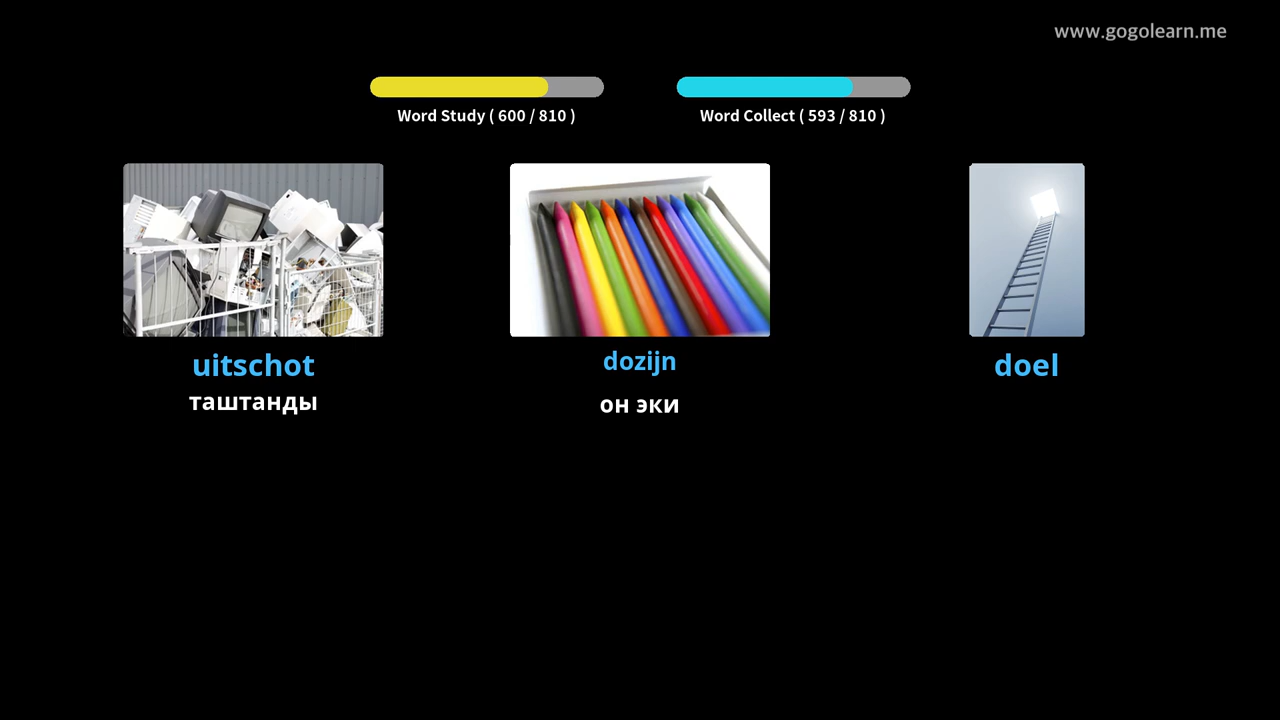 www.gogolearn.me
Word Study ( 600 / 810 )
Word Collect ( 593 / 810 )
uitschot
таштанды
dozijn
он эки
doel